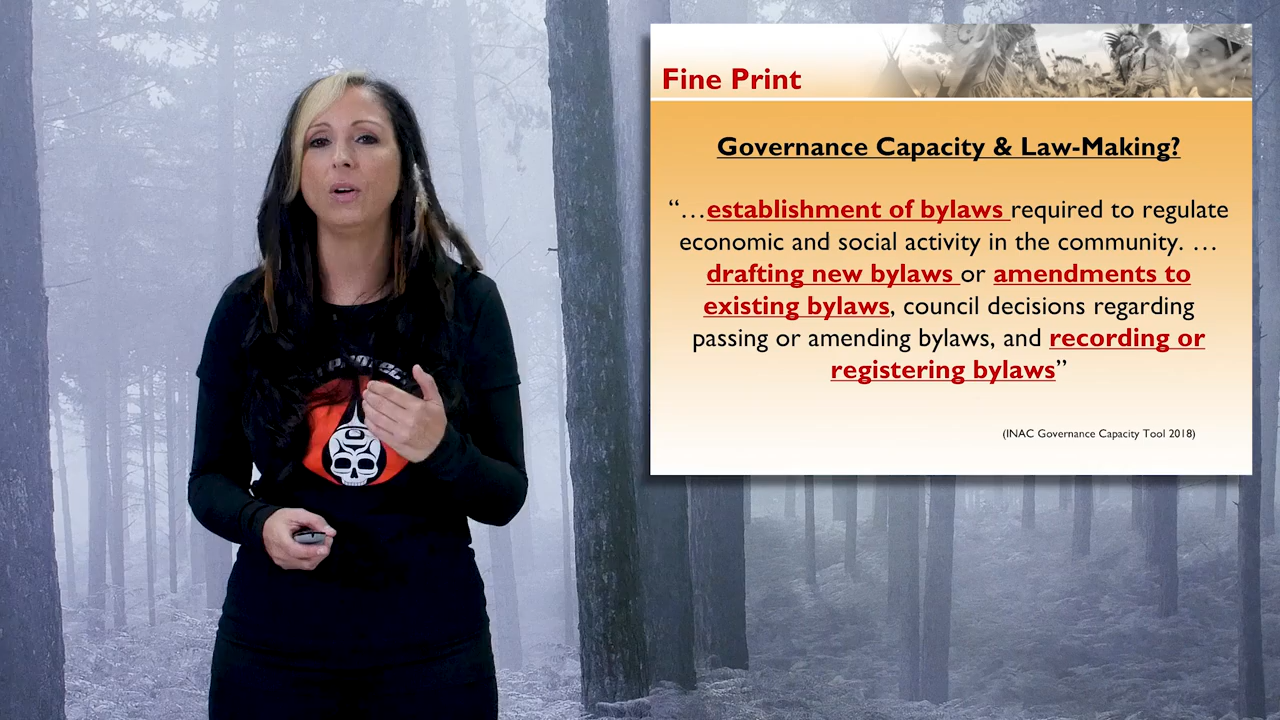 Fine Print
Governance Capacity & Law-Making?
“…establishment of bylaws required to regulate
economic and social activity in the community. …
drafting new bylaws or amendments to
existing bylaws, council decisions regarding
passing or amending bylaws, and recording or
registering bylaws”
(INAC Governance Capacity Tool 2018)